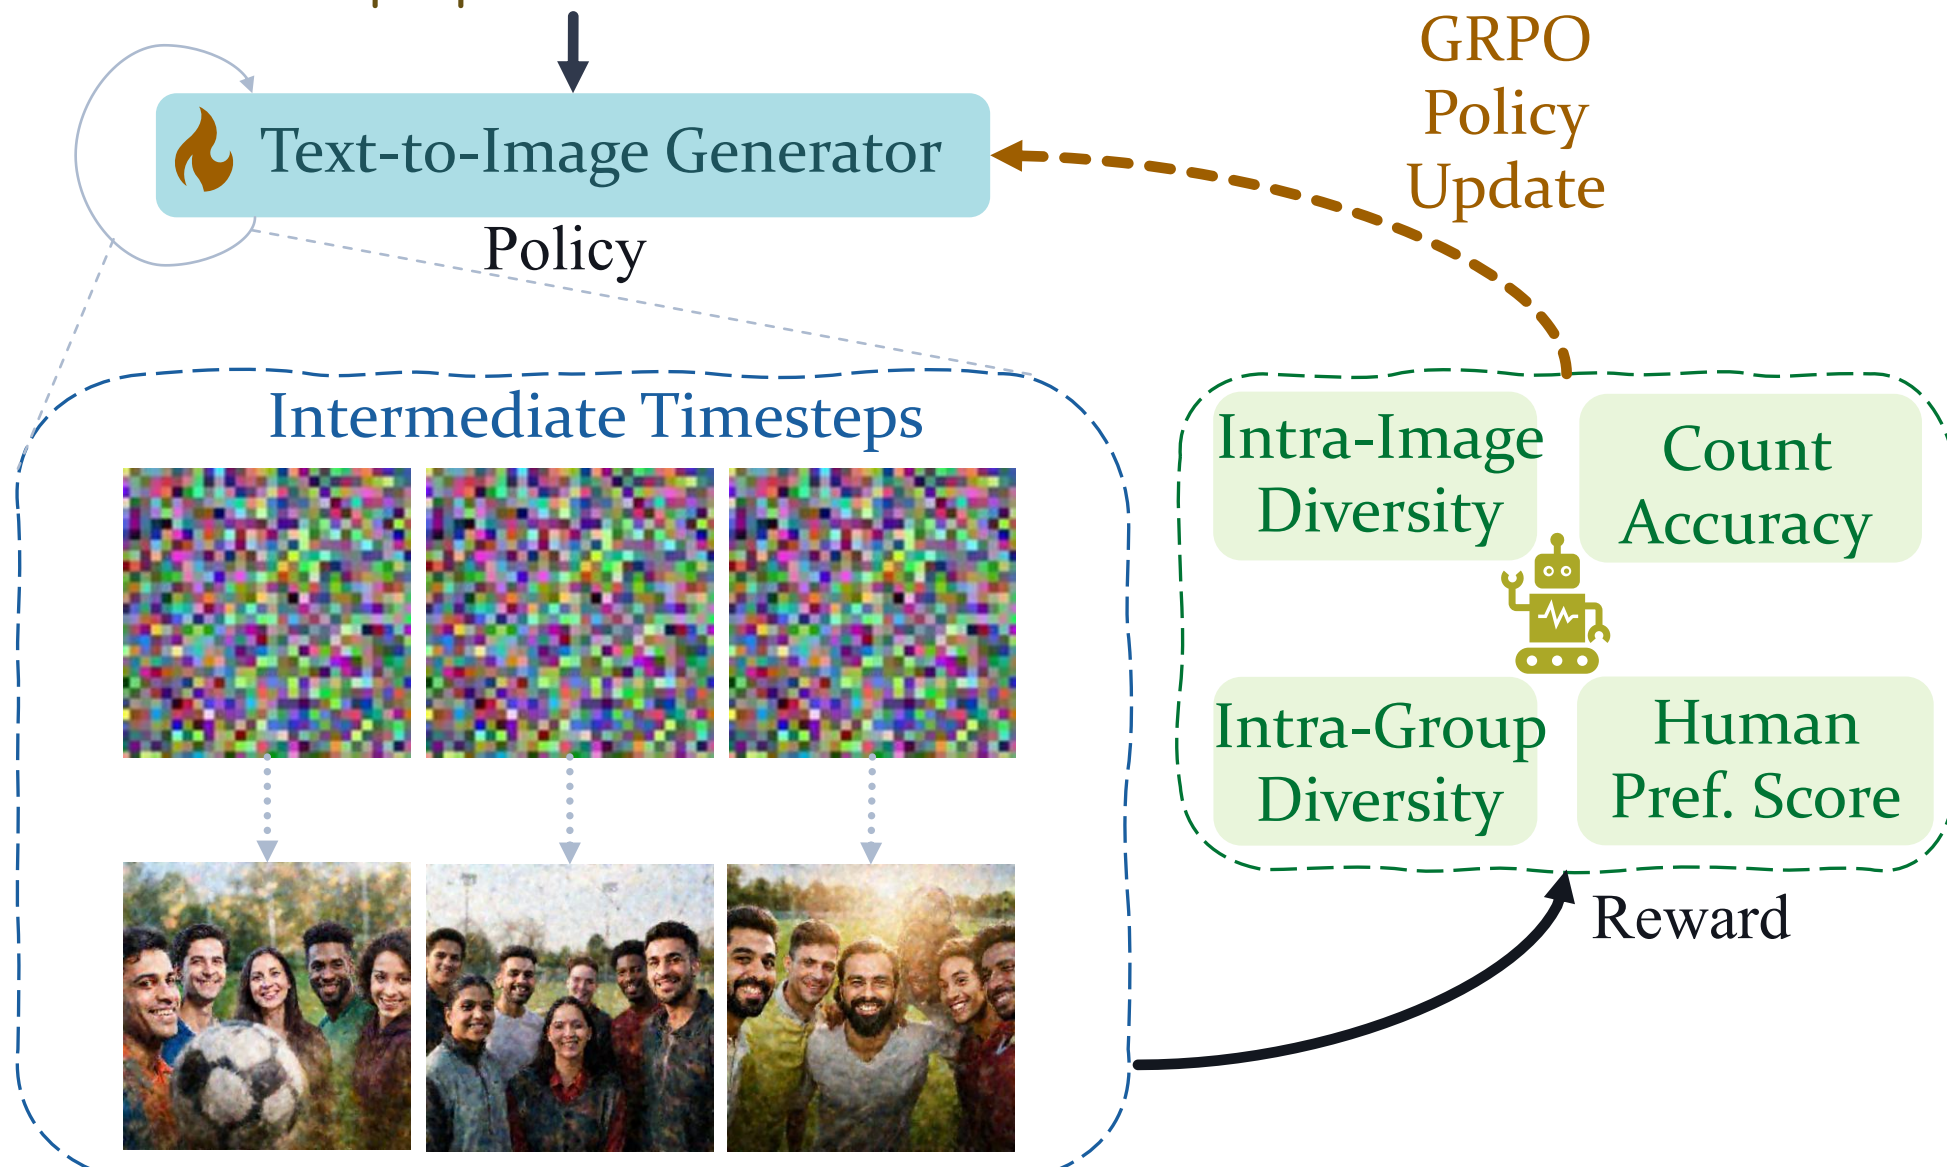 Text-to-Image Generator
Policy
GRPO
Policy
Update
Intermediate Timesteps
Intra-Image
Diversity
Count
Accuracy
Intra-Group
Diversity
Human
Pref. Score
Reward